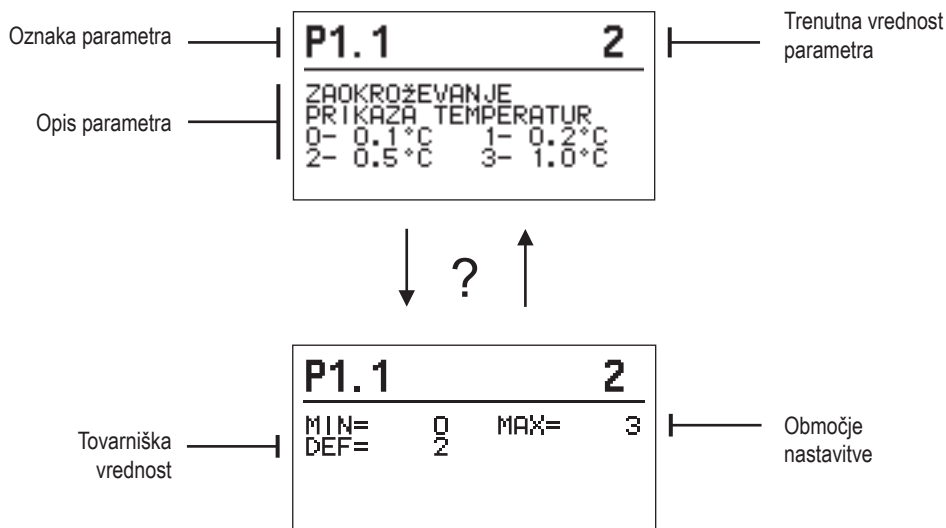 Oznaka parametra
P1.1 2
Trenutna vrednost
parametra
Opis parametra
ZAOKROžEVANJE
PRIKAZA TEMPERATUR
0- 0.1°C 1- 0.2°C
2- 0.5°C 3- 1.0°C
?
P1.1 2
Tovarniška
vrednost
MIN= 0 MAX= 3
DEF= 2
Območje
nastavitve